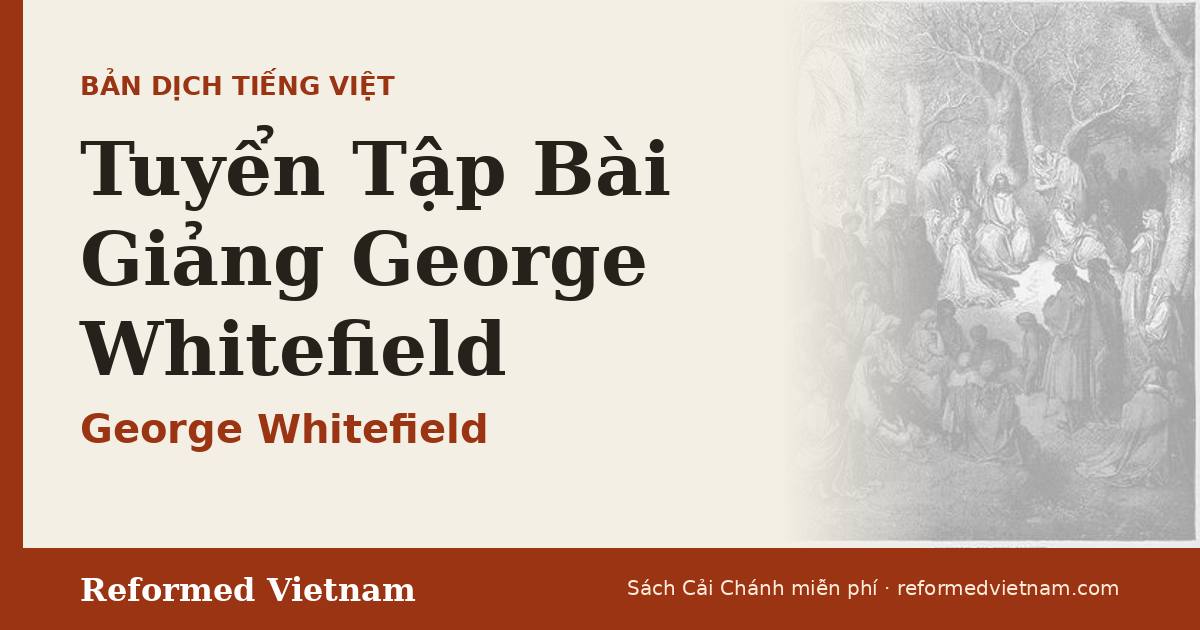 BẢN DỊCH TIẾNG VIỆT
Tuyển Tập Bài
Giảng George
Whitefield
George Whitefield
Reformed Vietnam
Sách Cải Chánh miễn phí · reformedvietnam.com